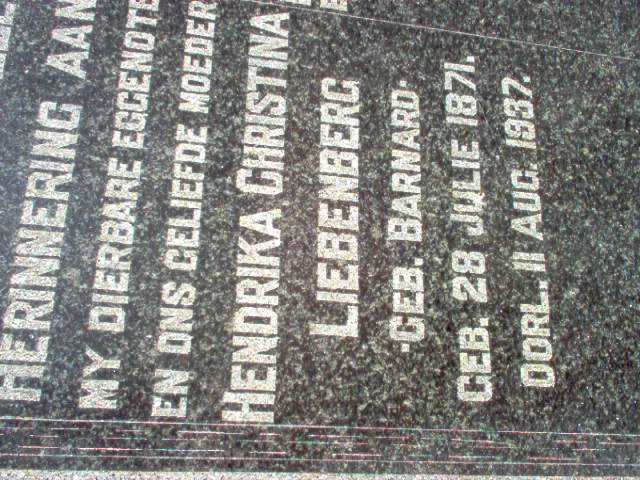 HERINNERING AAN
MY DIERBARE EGGENOTE
EN ONS GELIEFDE MOEDER
HENDRIKA CHRISTINA
LIEBENBERG
-GEB. BARNARD-
GEB. 28 JULIE 1871.
OORL. 11 AUG. 1937.